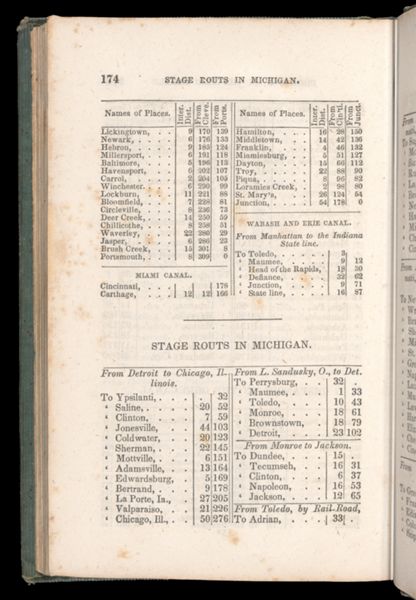 174 STAGE ROUTS IN MICHIGAN.
Names of Places. Inter. Dist. From Cleve. From Ports.
Lickingtown, . . 9 170 139
Newark, . . . 6 176 133
Hebron, . . . 9 185 124
Millersport, . . 6 191 118
Baltimore, . . 5 196 113
Havensport, . . 6 202 107
Carrol, . . . 2 204 105
Winchester. . . 6 210 99
Lockburn, . . 11 221 88
Bloomfield, . . 7 228 81
Circleville, . . 8 236 73
Deer Creek, . . 14 250 59
Chillicothe, . . 8 258 51
Waverley, . . 22 280 29
Jasper, . . . 6 286 23
Brush Creek, . . 15 301 8
Portsmouth, . . 8 309 0
MIAMI CANAL.
Cincinnati, . . . 178
Carthage, . . . 12 12 166
Names of Places. Inter. Dist. From Cin'ti. From Junct.
Hamilton, . . . 16 28 150
Middletown, . . 14 42 136
Franklin, . . . 4 46 132
Miamiesburg, . . 5 51 127
Dayton, . . . 15 66 112
Troy, . . . . 22 88 90
Piqua, . . . . 8 96 82
Loramies Creek, . 2 98 80
St. Mary's, . . 26 124 54
Junction, . . . 54 178 0
WABASH AND ERIE CANAL.
From Manhattan to the Indiana
State line.
To Toledo, . . . 3
" Maumee, . . . 9 12
" Head of the Rapids, 18 30
" Defiance, . . . 32 62
" Junction, . . . 9 71
" State line, . . . 16 87
STAGE ROUTS IN MICHIGAN.
From Detroit to Chicago, Il-
linois.
To Ypsilanti, . . . 32
" Saline, . . . 20 52
" Clinton, . . . 7 59
" Jonesville, . . 44 103
" Coldwater, . . 20 123
" Sherman, . . . 22 145
" Mottville, . . 6 151
" Adamsville, . . 13 164
" Edwardsburg, . 5 169
" Bertrand, . . 9 178
" La Porte, Ia., . 27 205
" Valparaiso, . . 21 226
" Chicago, Ill., . . 50 276
From L. Sandusky, O., to Det.
To Perrysburg, . . 32
" Maumee, . . . 1 33
" Toledo, . . . 10 43
" Monroe, . . . 18 61
" Brownstown, . . 18 79
" Detroit, . . . 23 102
From Monroe to Jackson.
To Dundee, . . . 15
" Tecumseh, . . 16 31
" Clinton, . . . 6 37
" Napoleon, . . 16 53
" Jackson, . . . 12 65
From Toledo, by Rail-Road,
To Adrian, . . . 33